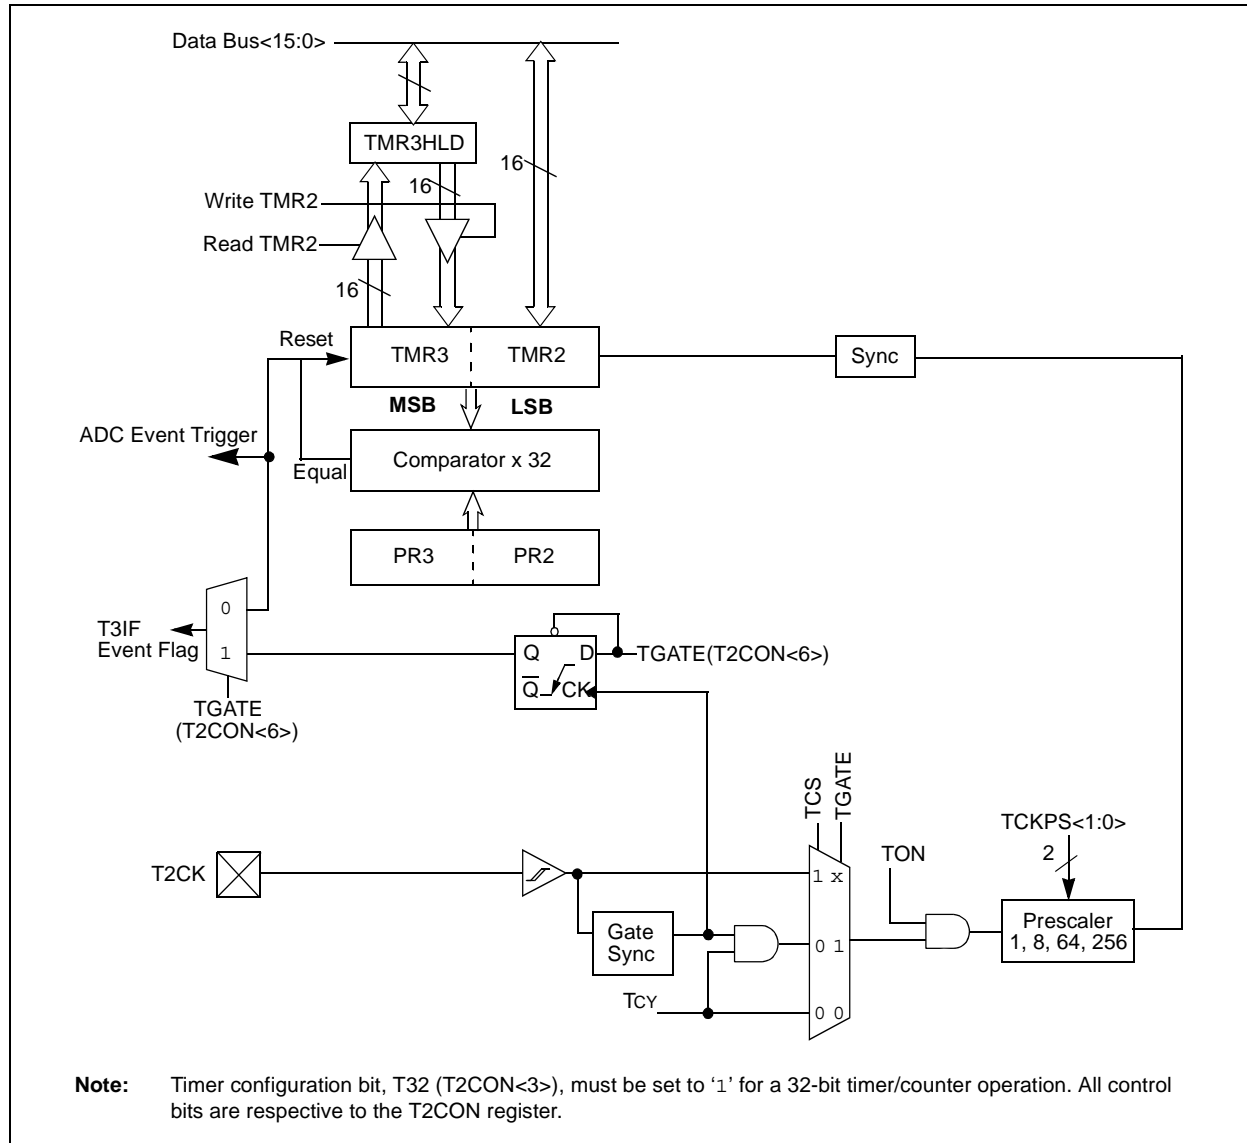 Data Bus<15:0>
TMR3HLD
16
16
Write TMR2
Read TMR2
16
Reset
TMR3
TMR2
Sync
MSB
LSB
ADC Event Trigger
Equal
Comparator x 32
PR3
PR2
0
1
T3IF
Event Flag
Q
D
TGATE(T2CON<6>)
Q
CK
TGATE
(T2CON<6>)
TCS
TGATE
TCKPS<1:0>
2
TON
T2CK
1 x
Gate
Sync
0 1
Prescaler
1, 8, 64, 256
TCY
0 0
Note: Timer configuration bit, T32 (T2CON<3>), must be set to ‘1’ for a 32-bit timer/counter operation. All control
bits are respective to the T2CON register.